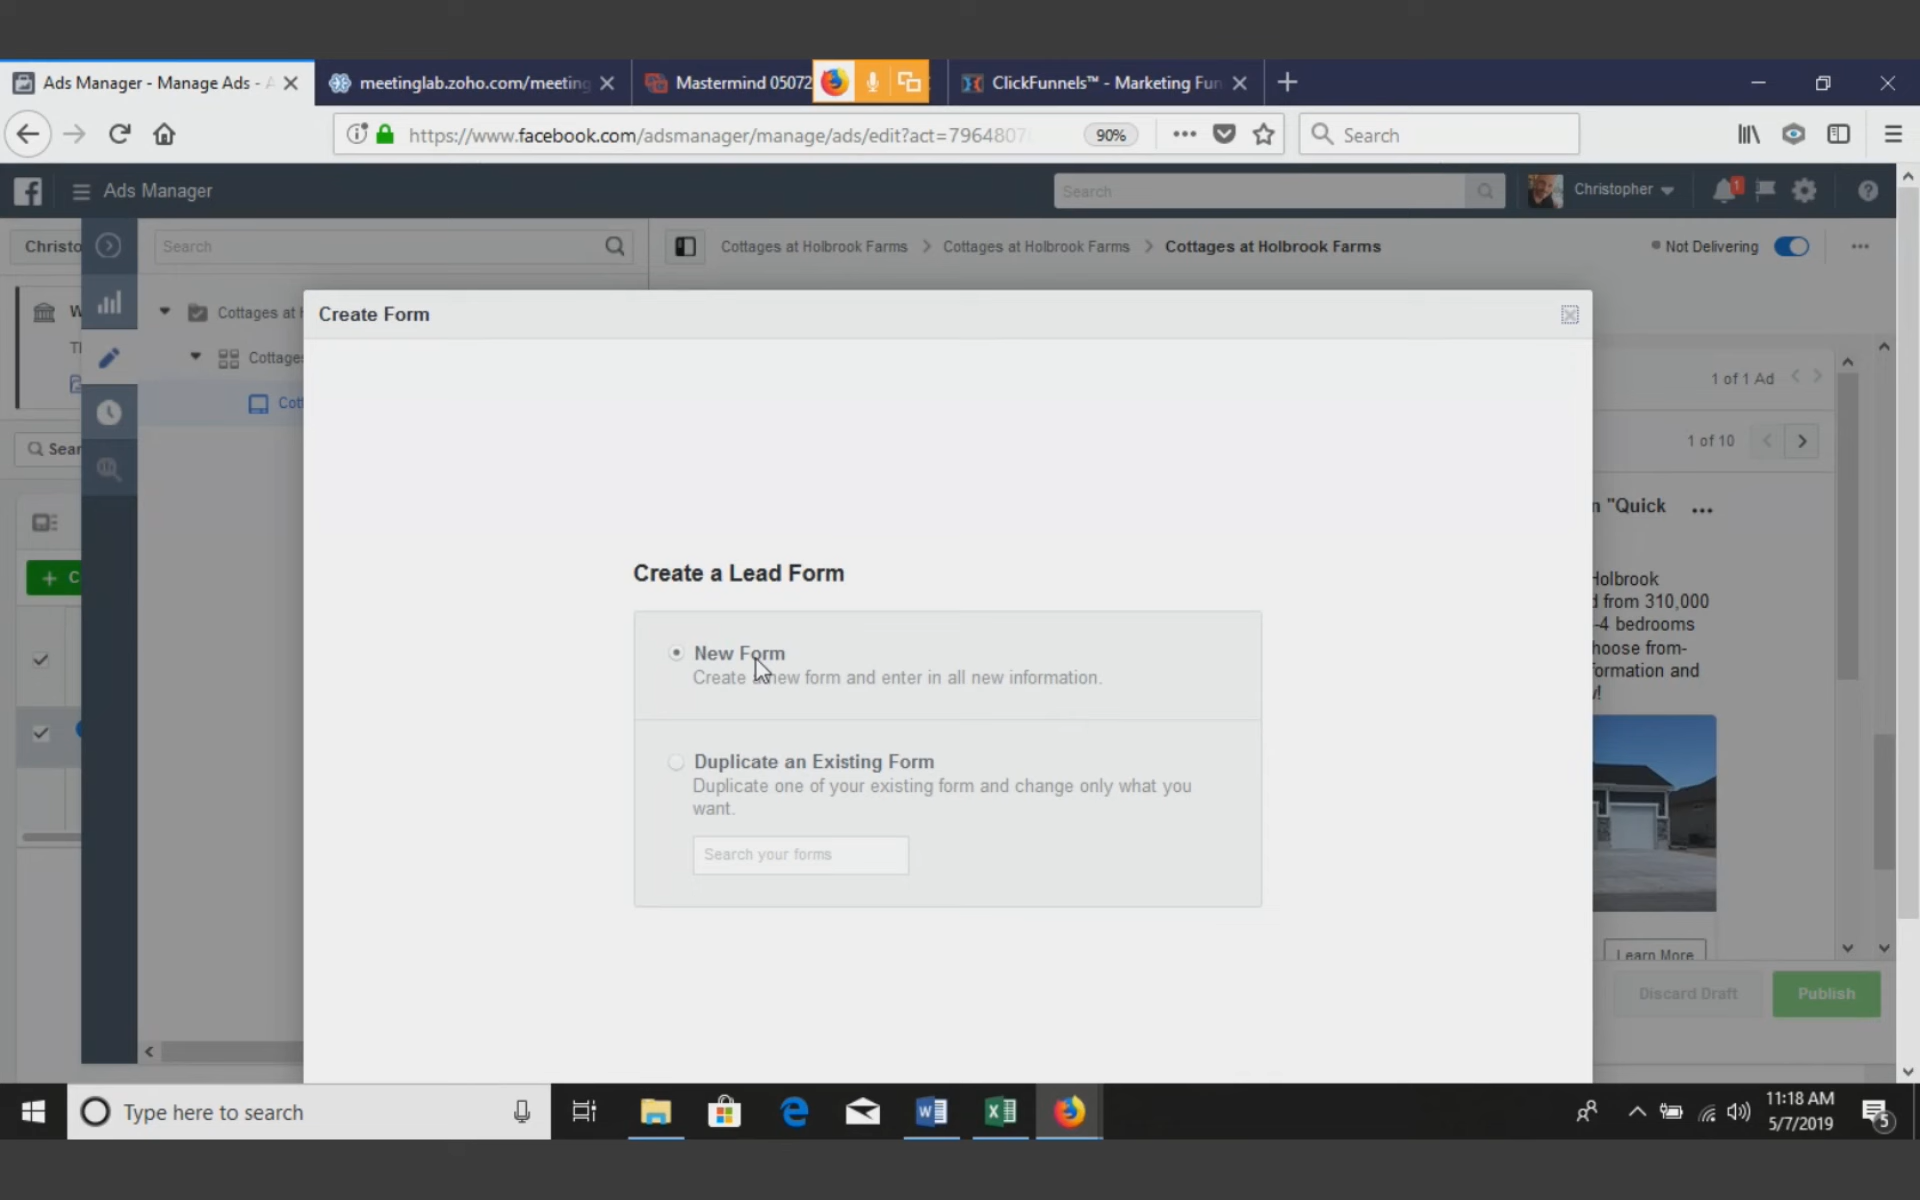 Ads Manager - Manage Ads - A
meetinglab.zoho.com/meeting
Mastermind 05072
ClickFunnels™ - Marketing Fun
https://www.facebook.com/adsmanager/manage/ads/edit?act=796480
90%
Search
Ads Manager
Search
Christopher
1
Christo
Search
Cottages at Holbrook Farms
Cottages at Holbrook Farms
Cottages at Holbrook Farms
Not Delivering
W
Cottages at
Create Form
Cottage
1 of 1 Ad
Cott
1 of 10
Sear
n "Quick
Create a Lead Form
Holbrook
d from 310,000
-4 bedrooms
hoose from-
formation and
y!
New Form
Create a new form and enter in all new information.
Duplicate an Existing Form
Duplicate one of your existing form and change only what you
want.
Search your forms
Learn More
Discard Draft
Publish
Type here to search
11:18 AM
5/7/2019
5